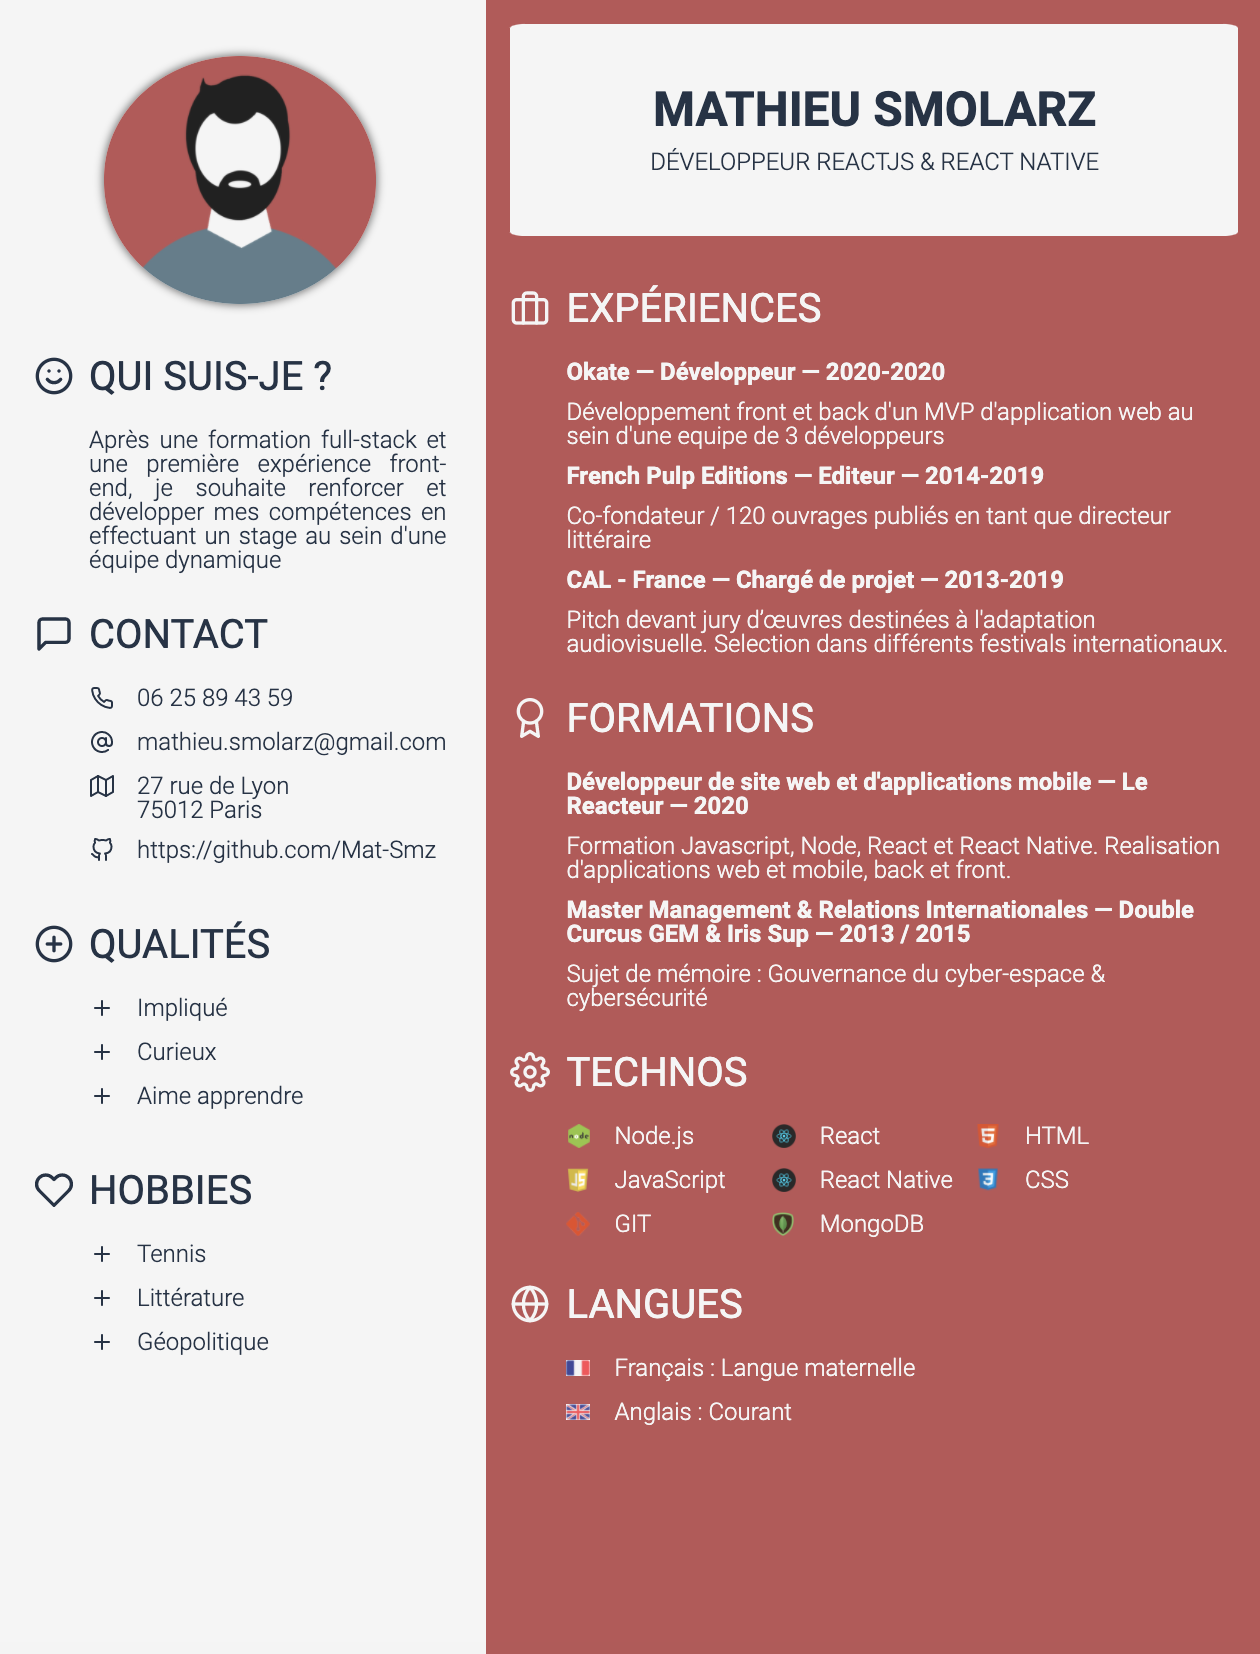 QUI SUIS-JE ?
Après une formation full-stack et
une première expérience front-
end, je souhaite renforcer et
développer mes compétences en
effectuant un stage au sein d'une
équipe dynamique
CONTACT
06 25 89 43 59
mathieu.smolarz@gmail.com
27 rue de Lyon
75012 Paris
https://github.com/Mat-Smz
QUALITÉS
Impliqué
Curieux
Aime apprendre
HOBBIES
Tennis
Littérature
Géopolitique
MATHIEU SMOLARZ
DÉVELOPPEUR REACTJS & REACT NATIVE
EXPÉRIENCES
Okate — Développeur — 2020-2020
Développement front et back d'un MVP d'application web au
sein d'une equipe de 3 développeurs
French Pulp Editions — Editeur — 2014-2019
Co-fondateur / 120 ouvrages publiés en tant que directeur
littéraire
CAL - France — Chargé de projet — 2013-2019
Pitch devant jury d’œuvres destinées à l'adaptation
audiovisuelle. Selection dans différents festivals internationaux.
FORMATIONS
Développeur de site web et d'applications mobile — Le
Reacteur — 2020
Formation Javascript, Node, React et React Native. Realisation
d'applications web et mobile, back et front.
Master Management & Relations Internationales — Double
Curcus GEM & Iris Sup — 2013 / 2015
Sujet de mémoire : Gouvernance du cyber-espace &
cybersécurité
TECHNOS
Node.js React HTML
JavaScript React Native CSS
GIT MongoDB
LANGUES
Français : Langue maternelle
Anglais : Courant